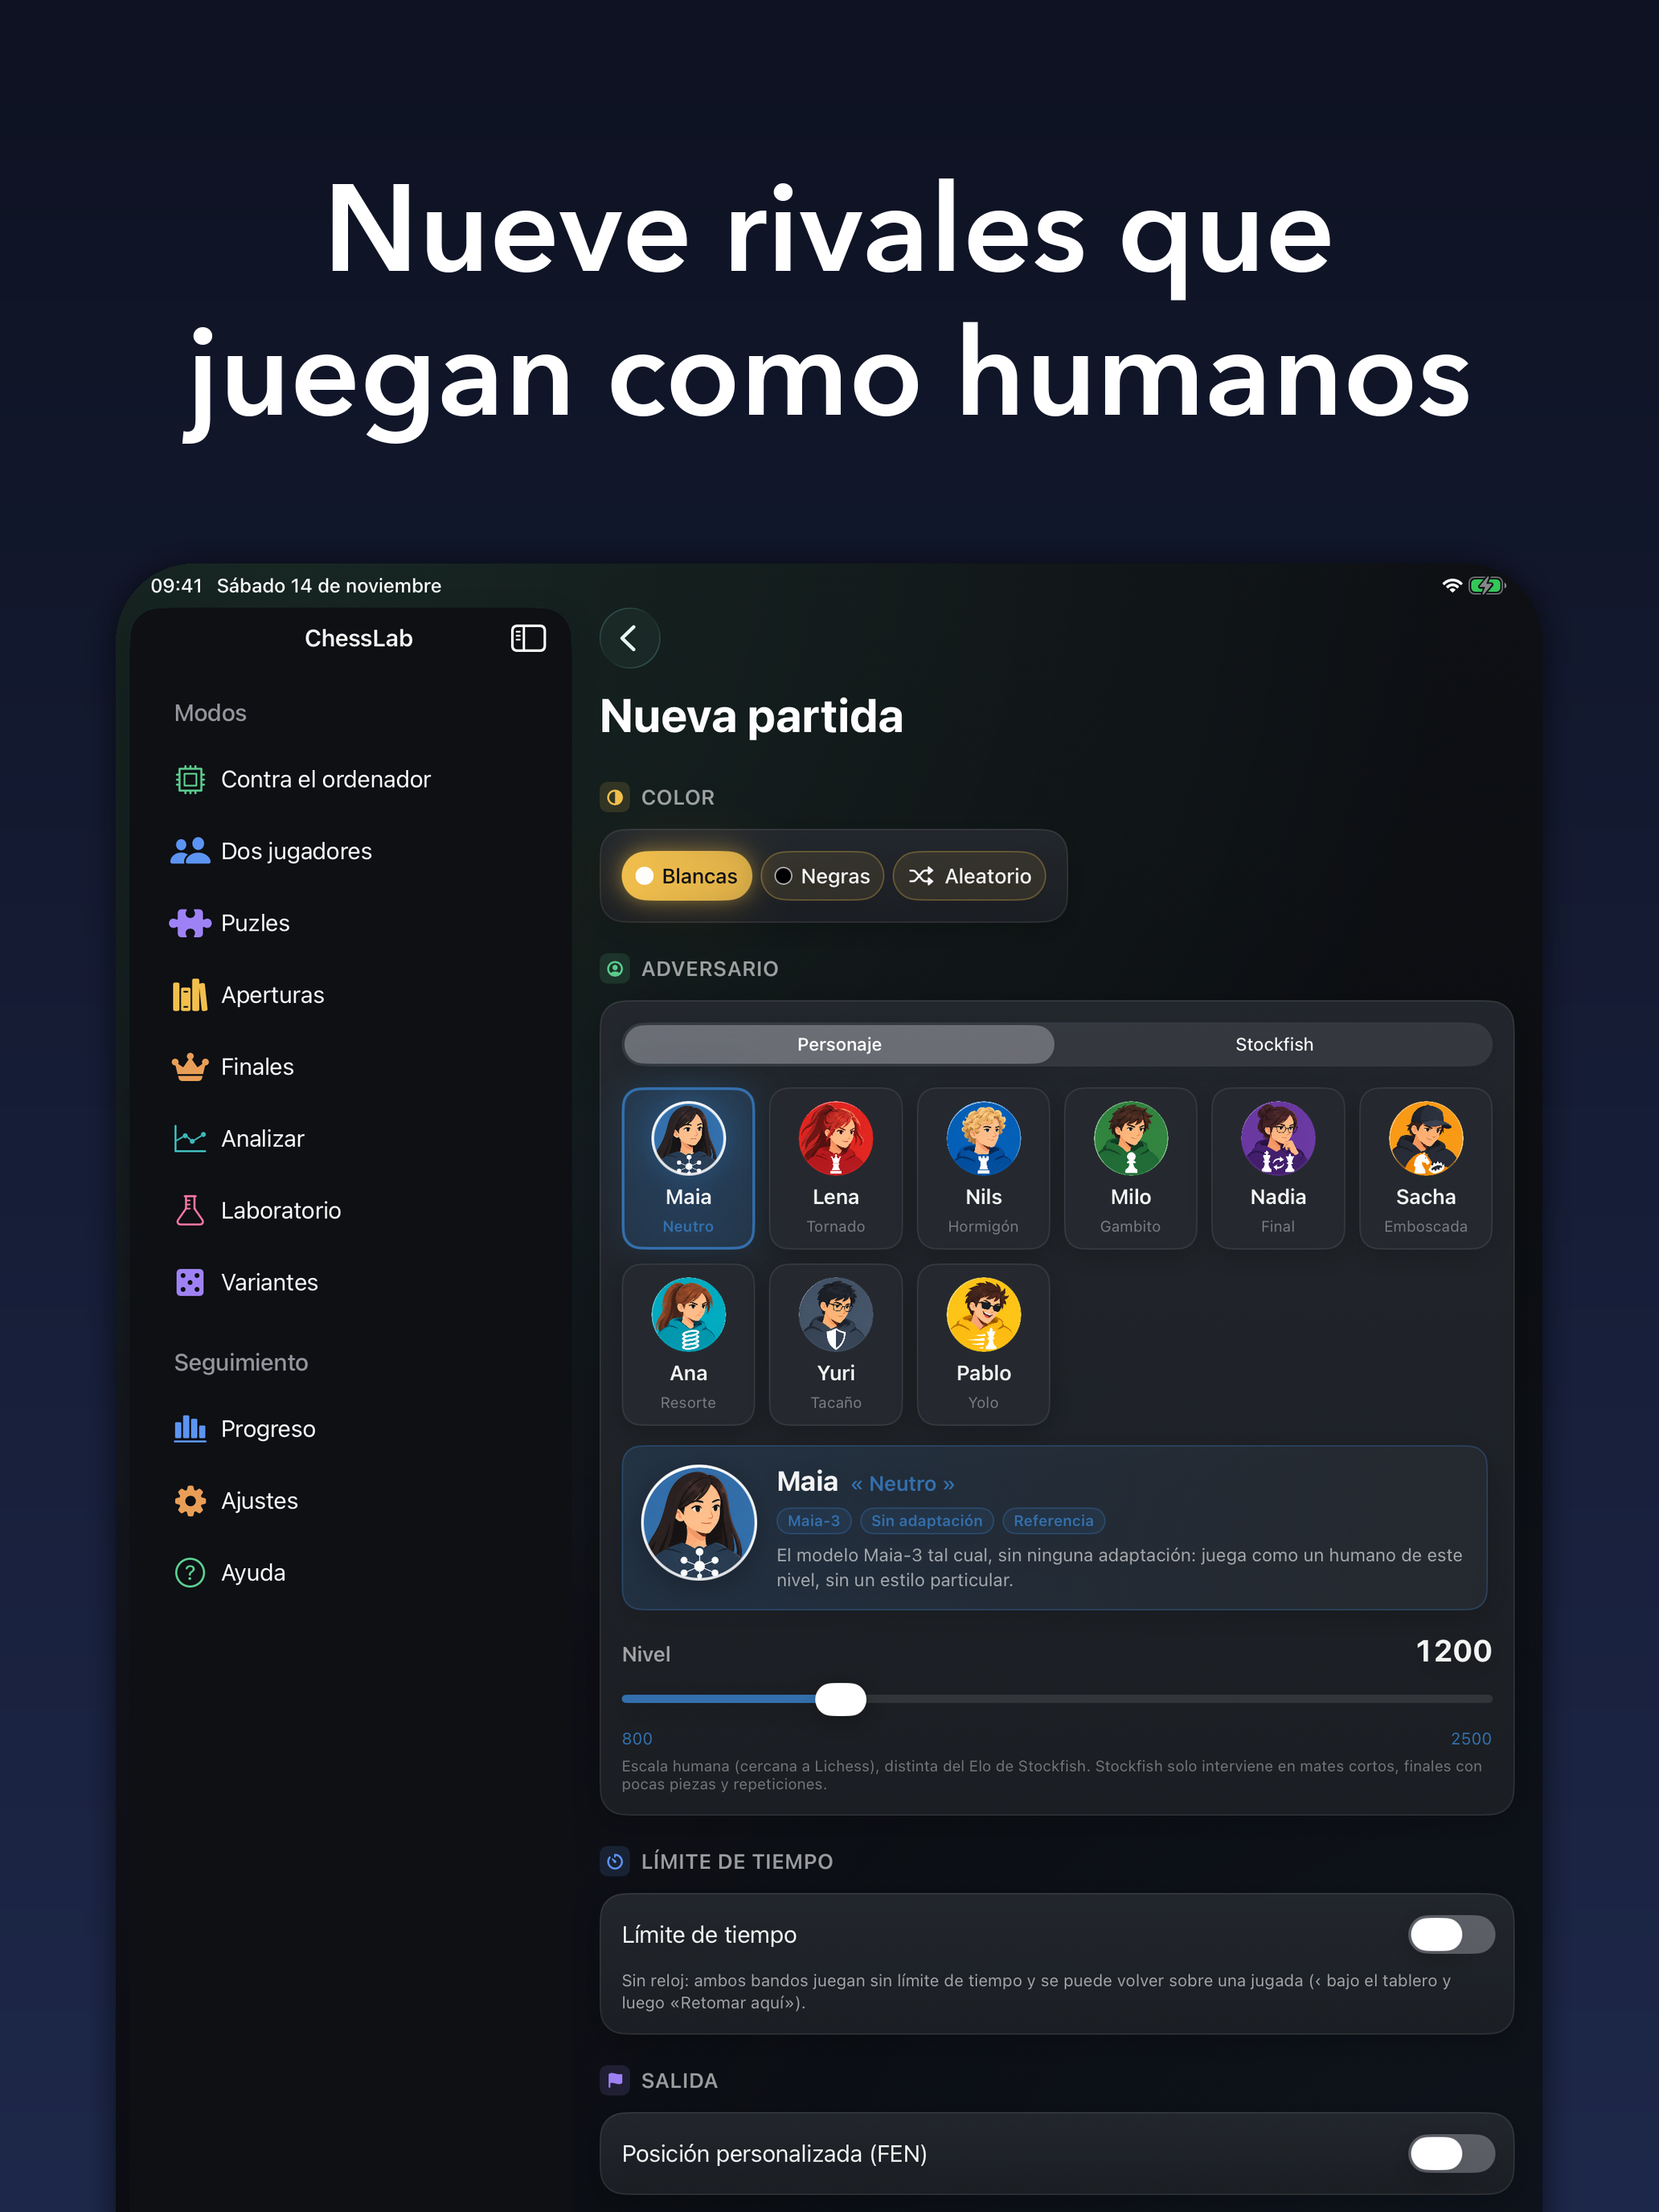 Nueve rivales que
juegan como humanos
09:41 Sábado 14 de noviembre
ChessLab
Modos
Contra el ordenador
Dos jugadores
Puzles
Aperturas
Finales
Analizar
Laboratorio
Variantes
Seguimiento
Progreso
Ajustes
Ayuda
Nueva partida
COLOR
Blancas
Negras
Aleatorio
ADVERSARIO
Personaje
Stockfish
Maia
Neutro
Lena
Tornado
Nils
Hormigón
Milo
Gambito
Nadia
Final
Sacha
Emboscada
Ana
Resorte
Yuri
Tacaño
Pablo
Yolo
Maia « Neutro »
Maia-3 Sin adaptación Referencia
El modelo Maia-3 tal cual, sin ninguna adaptación: juega como un humano de este
nivel, sin un estilo particular.
Nivel 1200
800 2500
Escala humana (cercana a Lichess), distinta del Elo de Stockfish. Stockfish solo interviene en mates cortos, finales con
pocas piezas y repeticiones.
LÍMITE DE TIEMPO
Límite de tiempo
Sin reloj: ambos bandos juegan sin límite de tiempo y se puede volver sobre una jugada (‹ bajo el tablero y
luego «Retomar aquí»).
SALIDA
Posición personalizada (FEN)